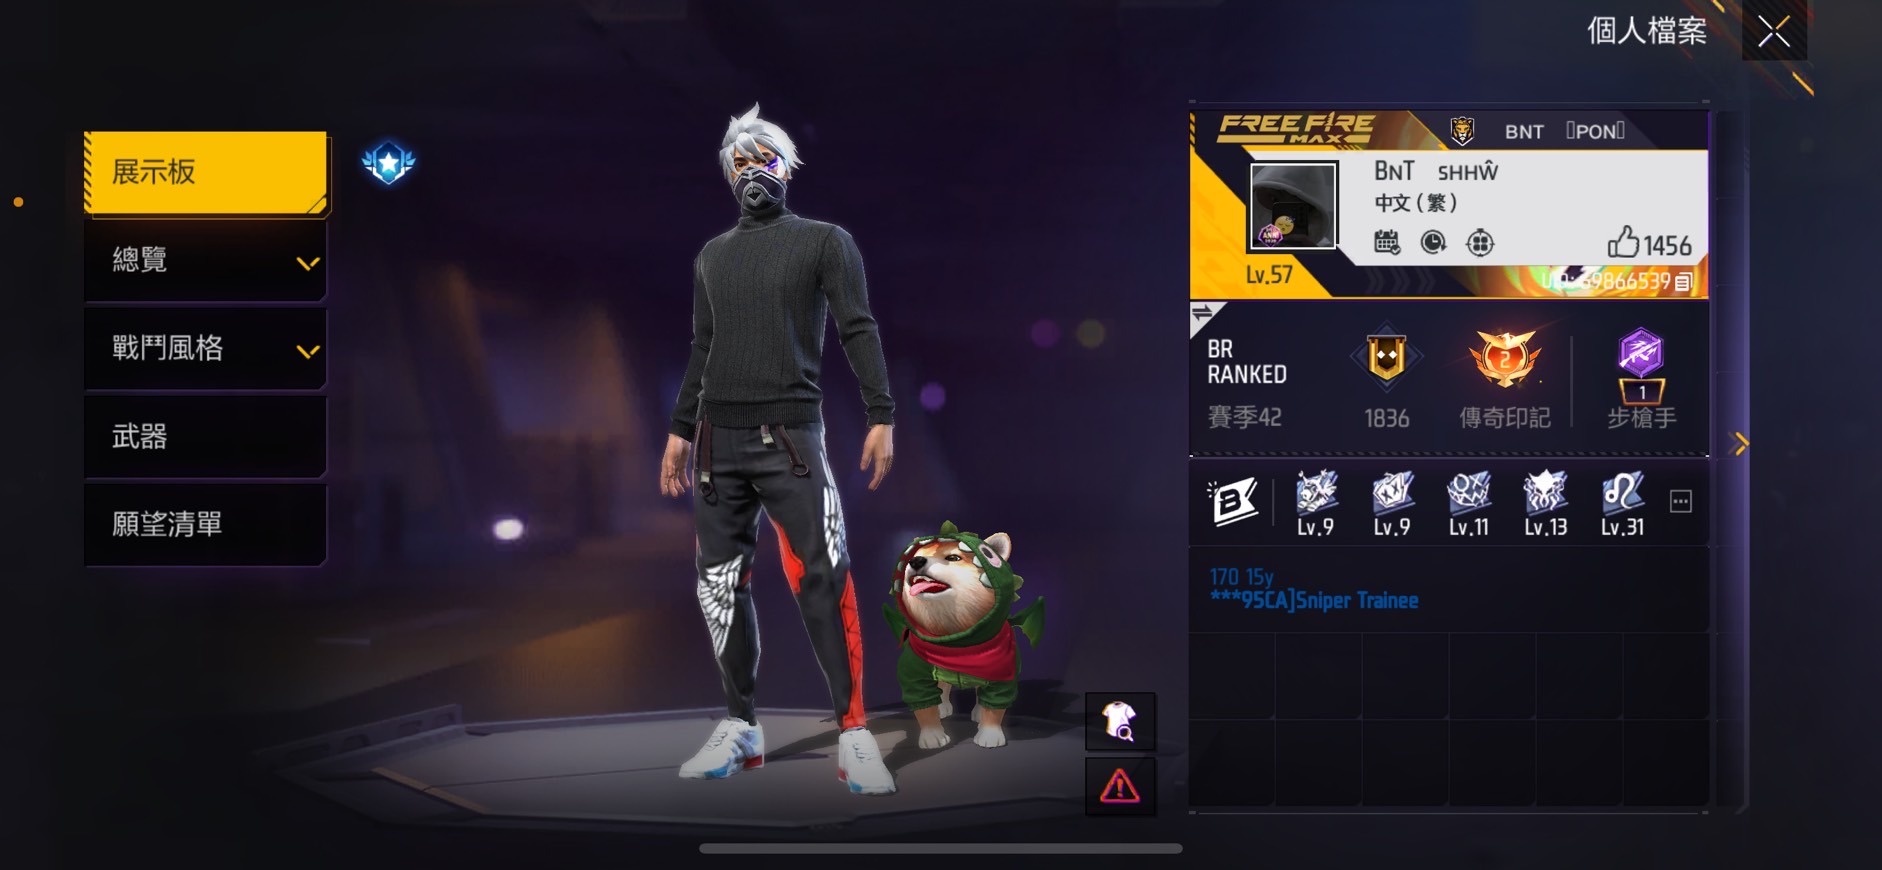 個人檔案
展示板
總覽
戰鬥風格
武器
願望清單
FREE FIRE
MAX
BNT PON
BNT SHHŴ
中文(繁)
1456
Lv.57
BR
RANKED
賽季42
1836
2
傳奇印記
1
步槍手
B
Lv.9
Lv.9
Lv.11
Lv.13
Lv.31
170 15y
***95CA]Sniper Trainee